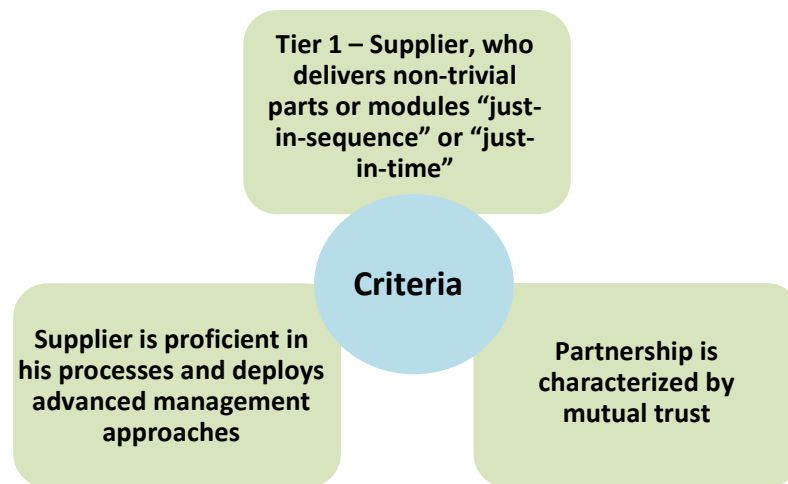 Tier 1 – Supplier, who
delivers non-trivial
parts or modules “just-
in-sequence” or “just-
in-time”
Criteria
Supplier is proficient in
his processes and deploys
advanced management
approaches
Partnership is
characterized by
mutual trust